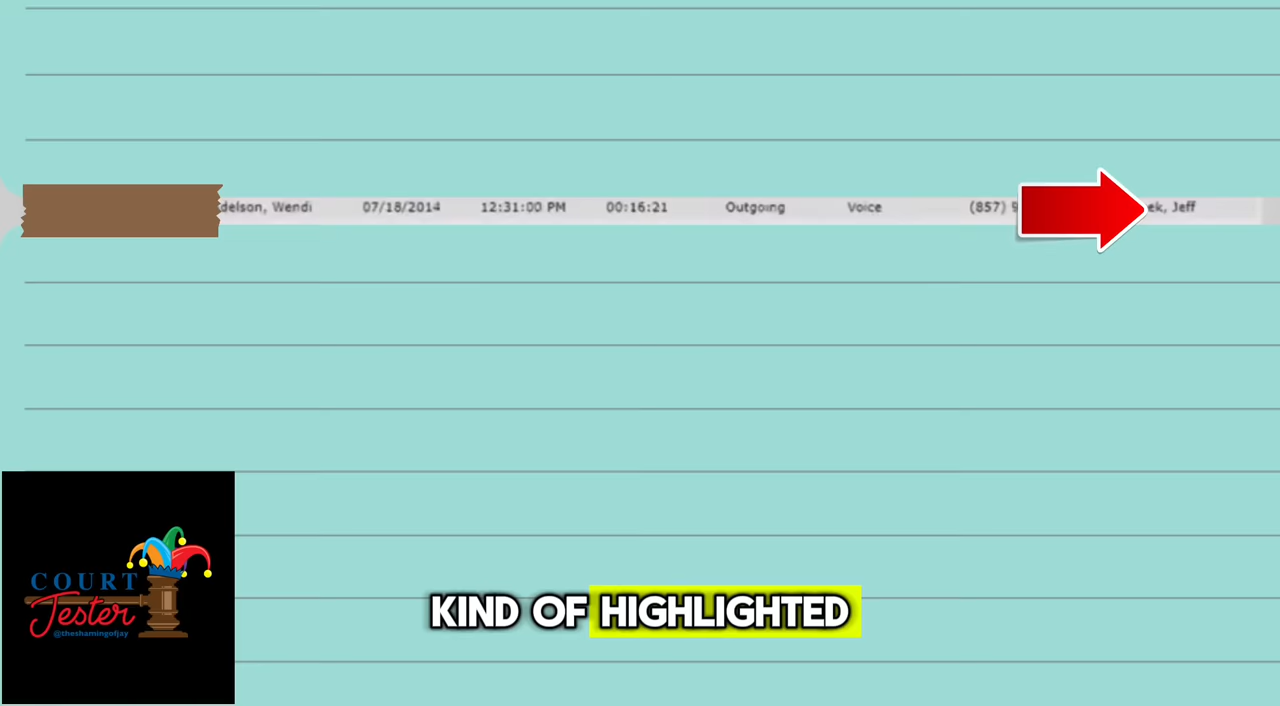 delson, Wendi 07/18/2014 12:31:00 PM 00:16:21 Outgoing Voice (857) 9 ek, Jeff
COURT
Jester
@theshamingofjay
KIND OF HIGHLIGHTED